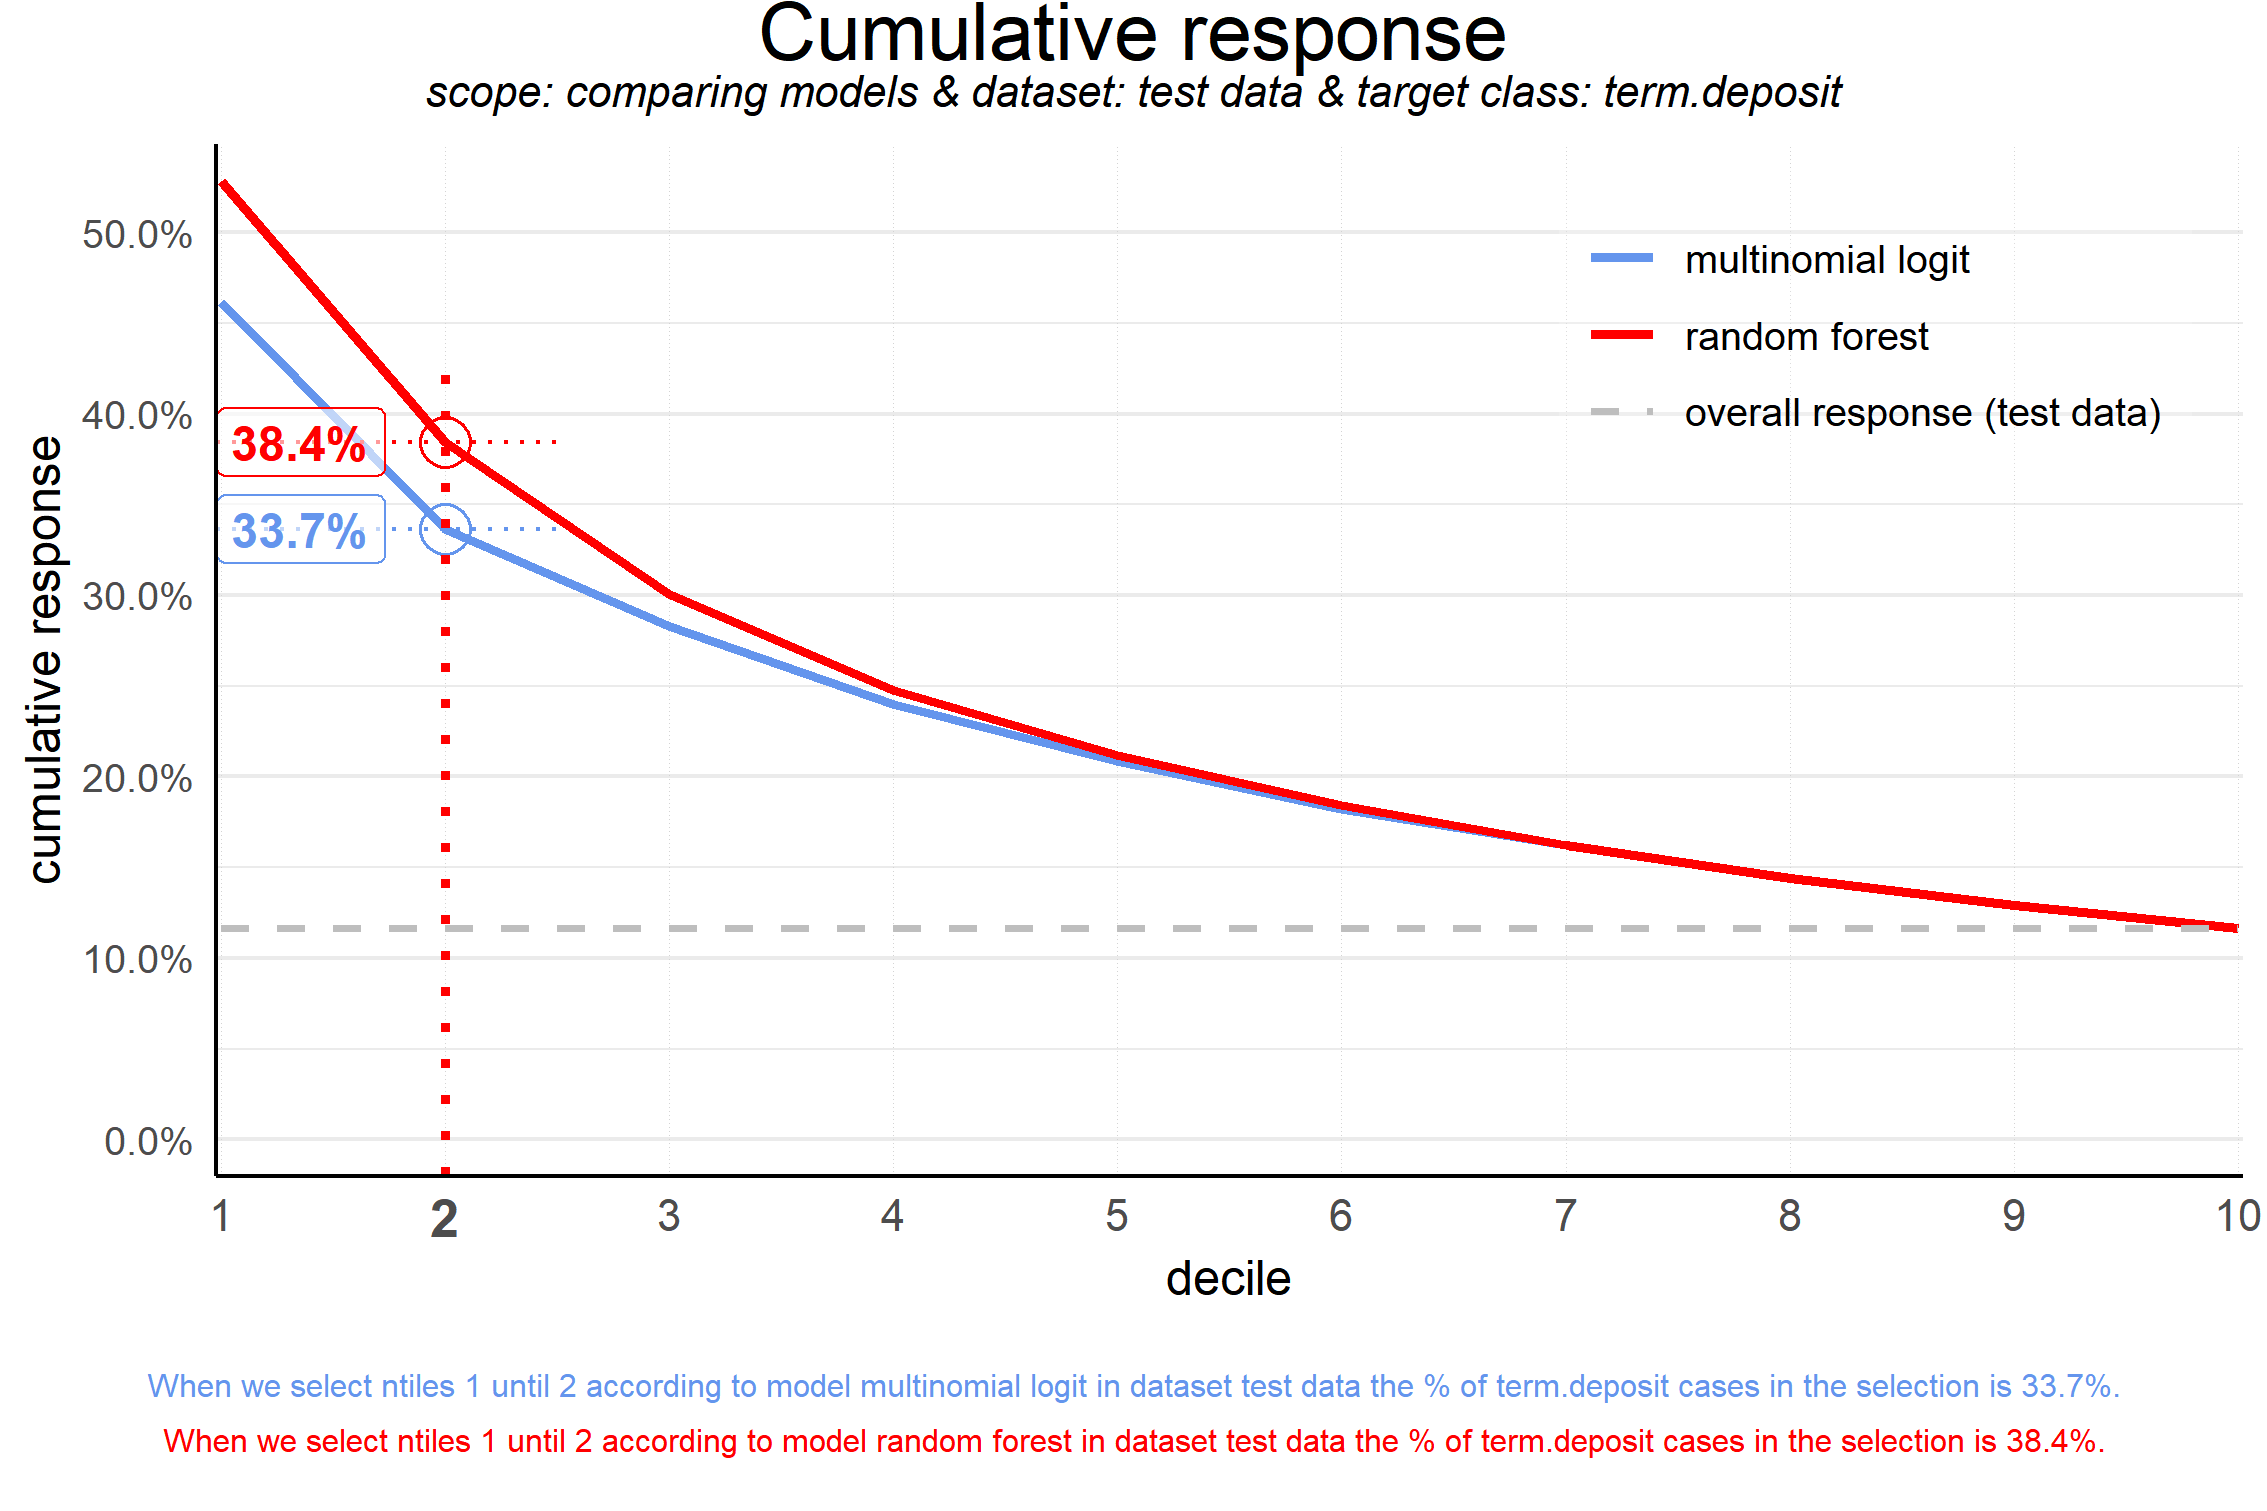 Cumulative response
scope: comparing models & dataset: test data & target class: term.deposit
cumulative response
50.0%
40.0%
30.0%
20.0%
10.0%
0.0%
multinomial logit
random forest
overall response (test data)
38.4%
33.7%
1 2 3 4 5 6 7 8 9 10
decile
When we select ntiles 1 until 2 according to model multinomial logit in dataset test data the % of term.deposit cases in the selection is 33.7%.
When we select ntiles 1 until 2 according to model random forest in dataset test data the % of term.deposit cases in the selection is 38.4%.